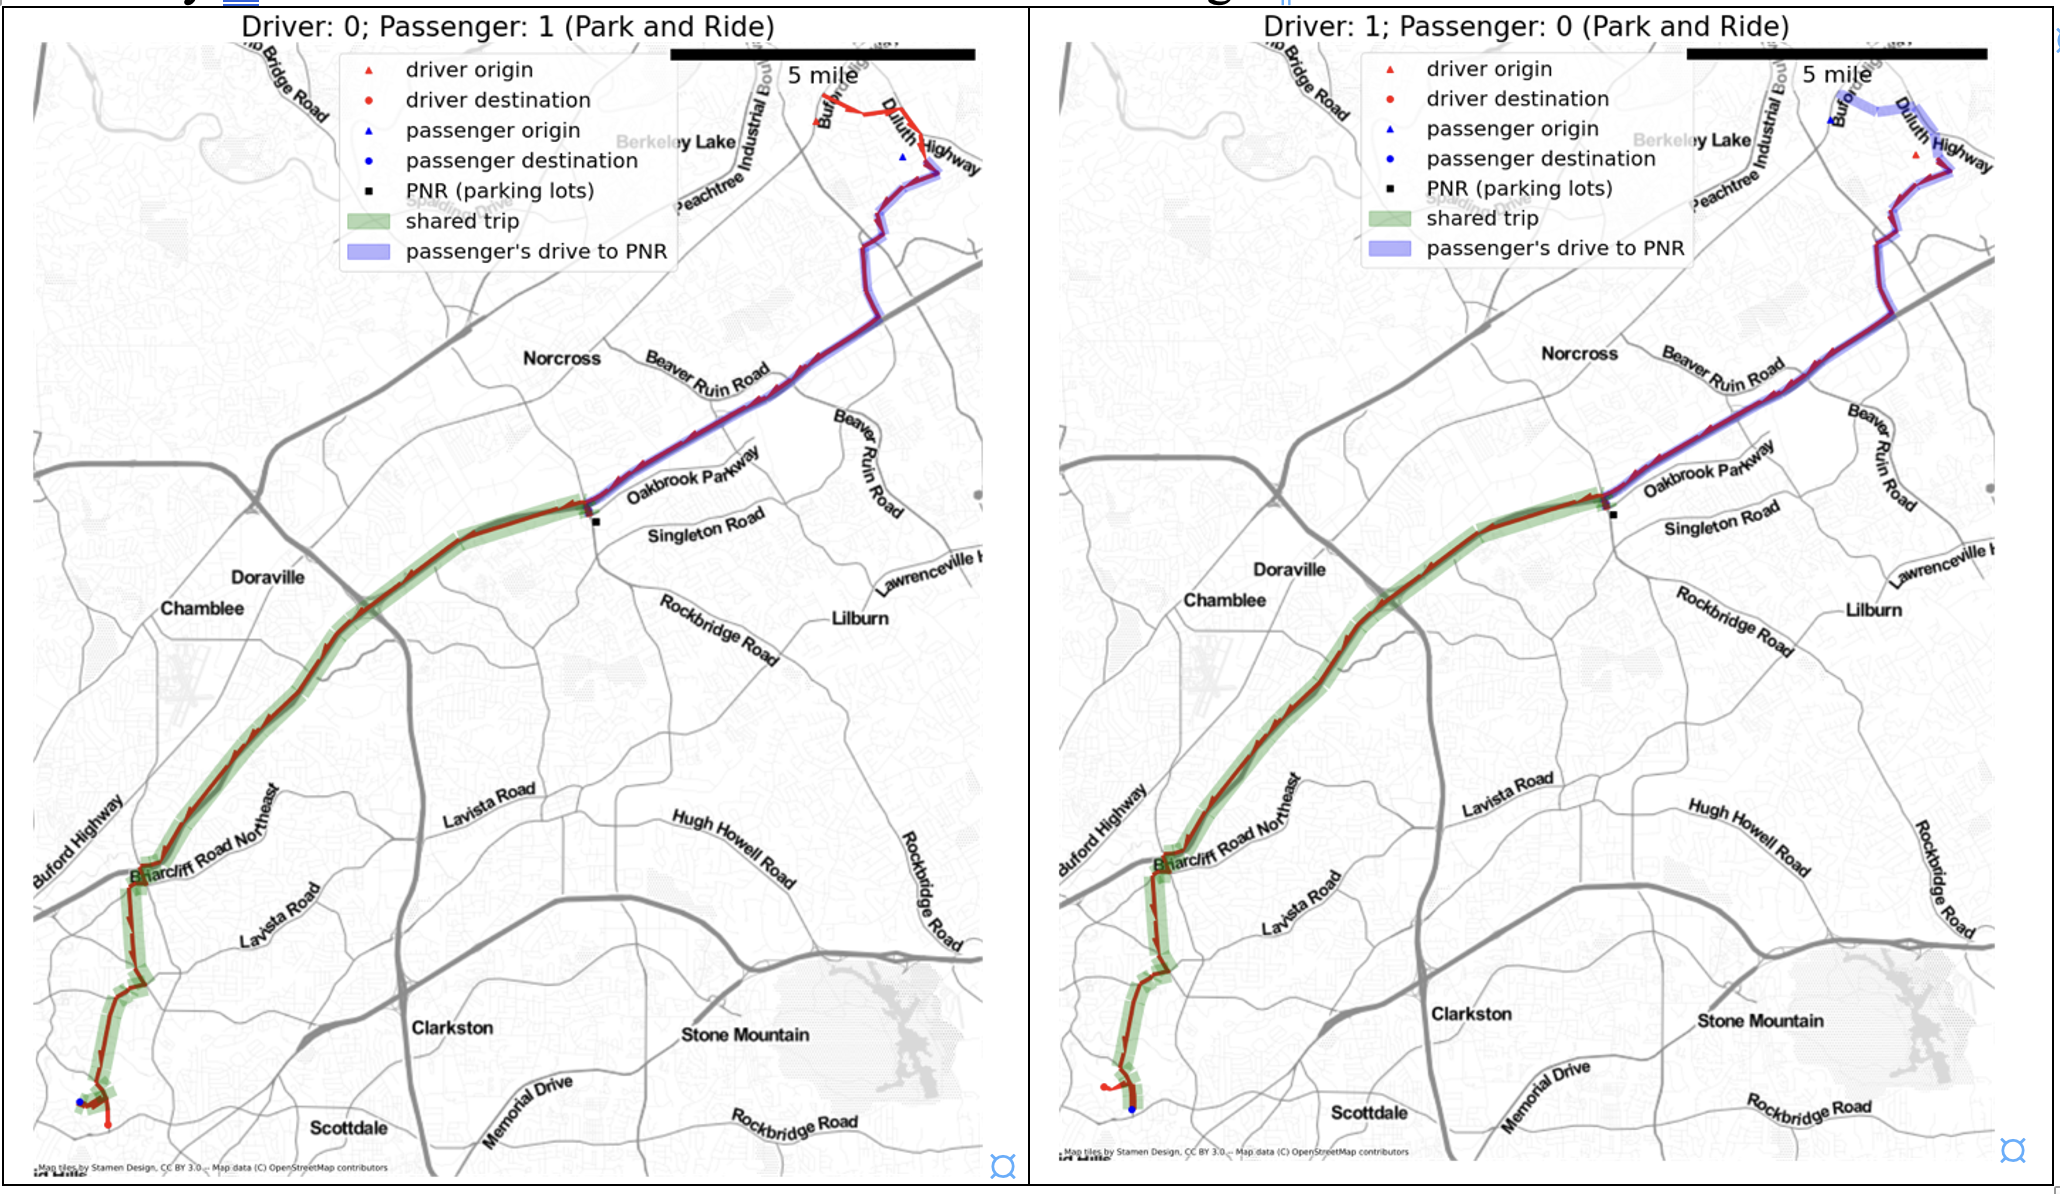 Driver: 0; Passenger: 1 (Park and Ride)
Bridge Road
driver origin
driver destination
passenger origin
passenger destination
PNR (parking lots)
shared trip
passenger's drive to PNR
Spalding Drive
5 mile
Berkeley Lake
Peachtree Industrial Bou
Buford
Duluth Highway
Norcross
Beaver Ruin Road
Beaver Ruin Road
Oakbrook Parkway
Singleton Road
Lawrenceville H
Doraville
Chamblee
Rockbridge Road
Lilburn
Buford Highway
Briarcliff Road Northeast
Lavista Road
Lavista Road
Hugh Howell Road
Rockbridge Road
Clarkston
Stone Mountain
Memorial Drive
Scottdale
Rockbridge Road
Map tiles by Stamen Design, CC BY 3.0 -- Map data (C) OpenStreetMap contributors
id Hills
Driver: 1; Passenger: 0 (Park and Ride)
Bridge Road
driver origin
driver destination
passenger origin
passenger destination
PNR (parking lots)
shared trip
passenger's drive to PNR
Spalding Drive
5 mile
Berkeley Lake
Peachtree Industrial Bou
Buford
Duluth Highway
Norcross
Beaver Ruin Road
Beaver Ruin Road
Oakbrook Parkway
Singleton Road
Lawrenceville H
Doraville
Chamblee
Rockbridge Road
Lilburn
Buford Highway
Briarcliff Road Northeast
Lavista Road
Lavista Road
Hugh Howell Road
Rockbridge Road
Clarkston
Stone Mountain
Memorial Drive
Scottdale
Rockbridge Road
Map tiles by Stamen Design, CC BY 3.0 -- Map data (C) OpenStreetMap contributors
id Hills